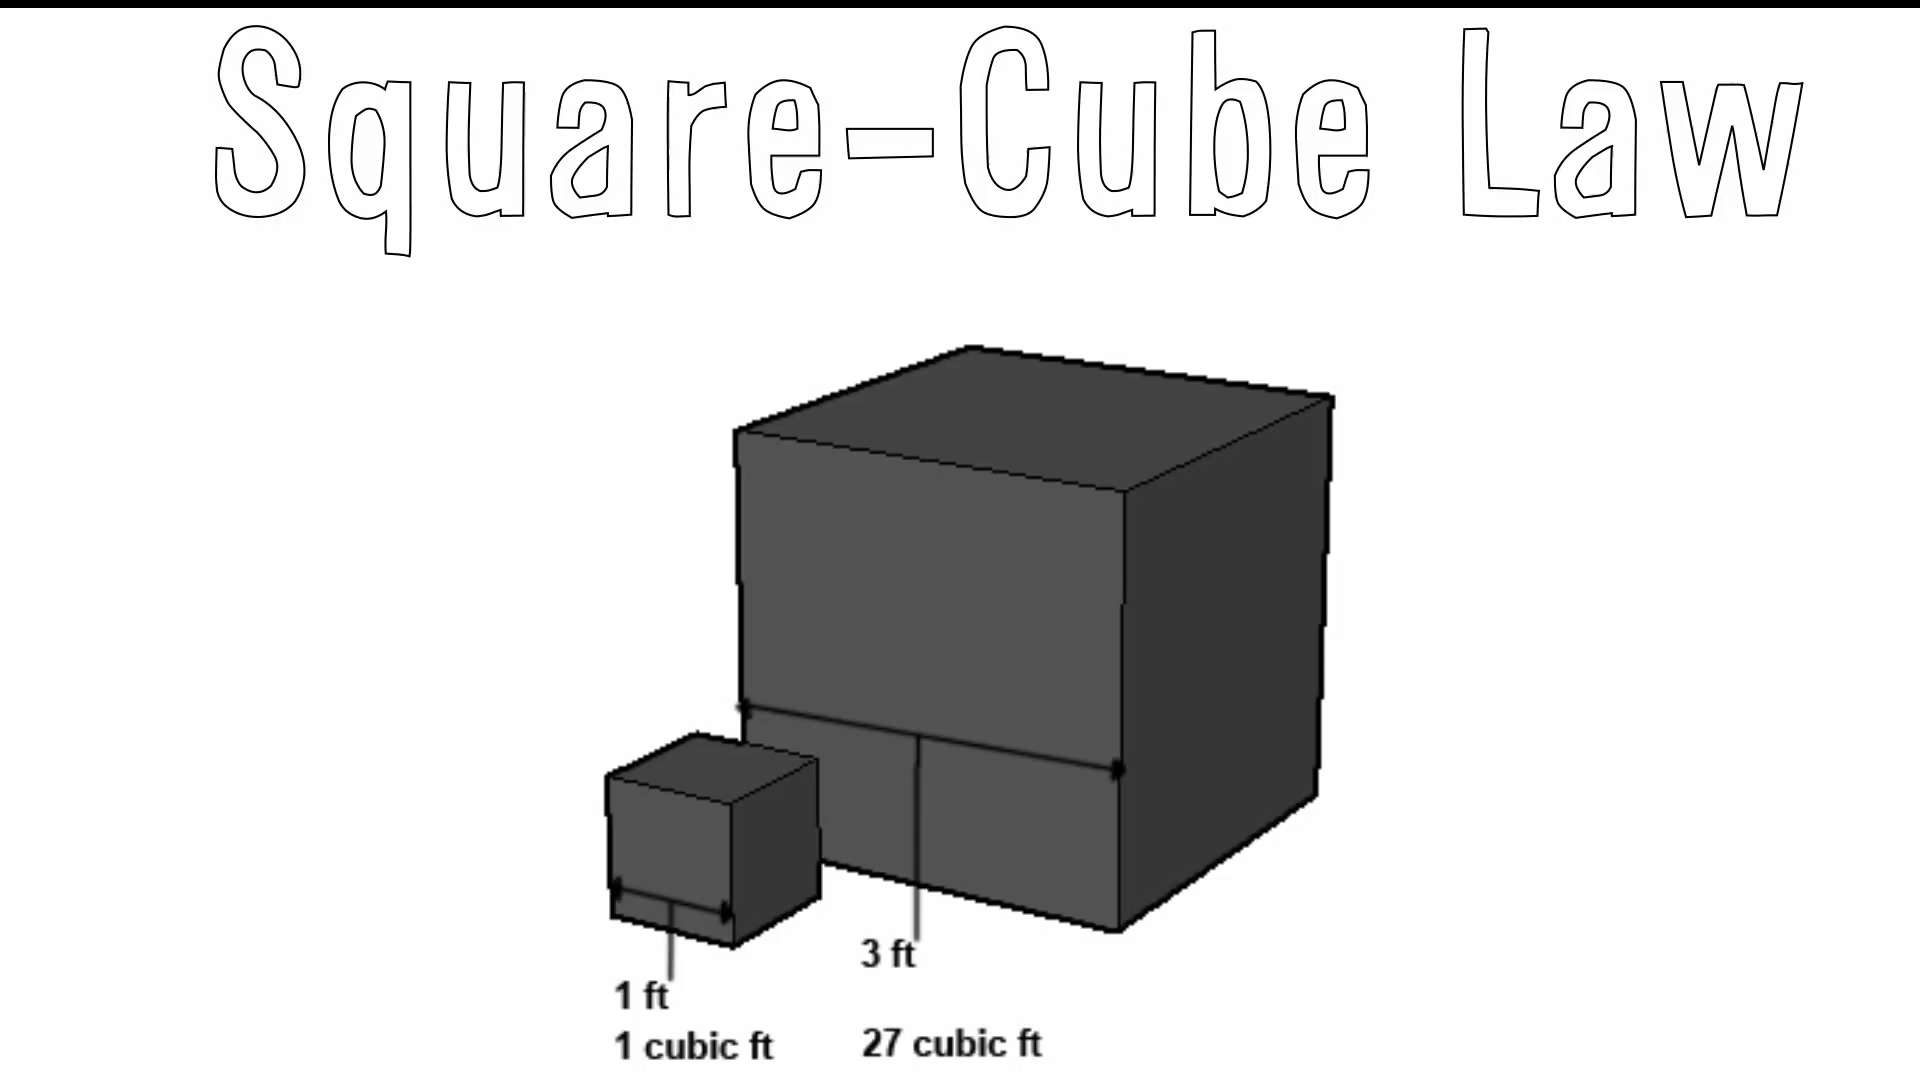 Square-Cube Law
3 ft
1 ft
1 cubic ft
27 cubic ft